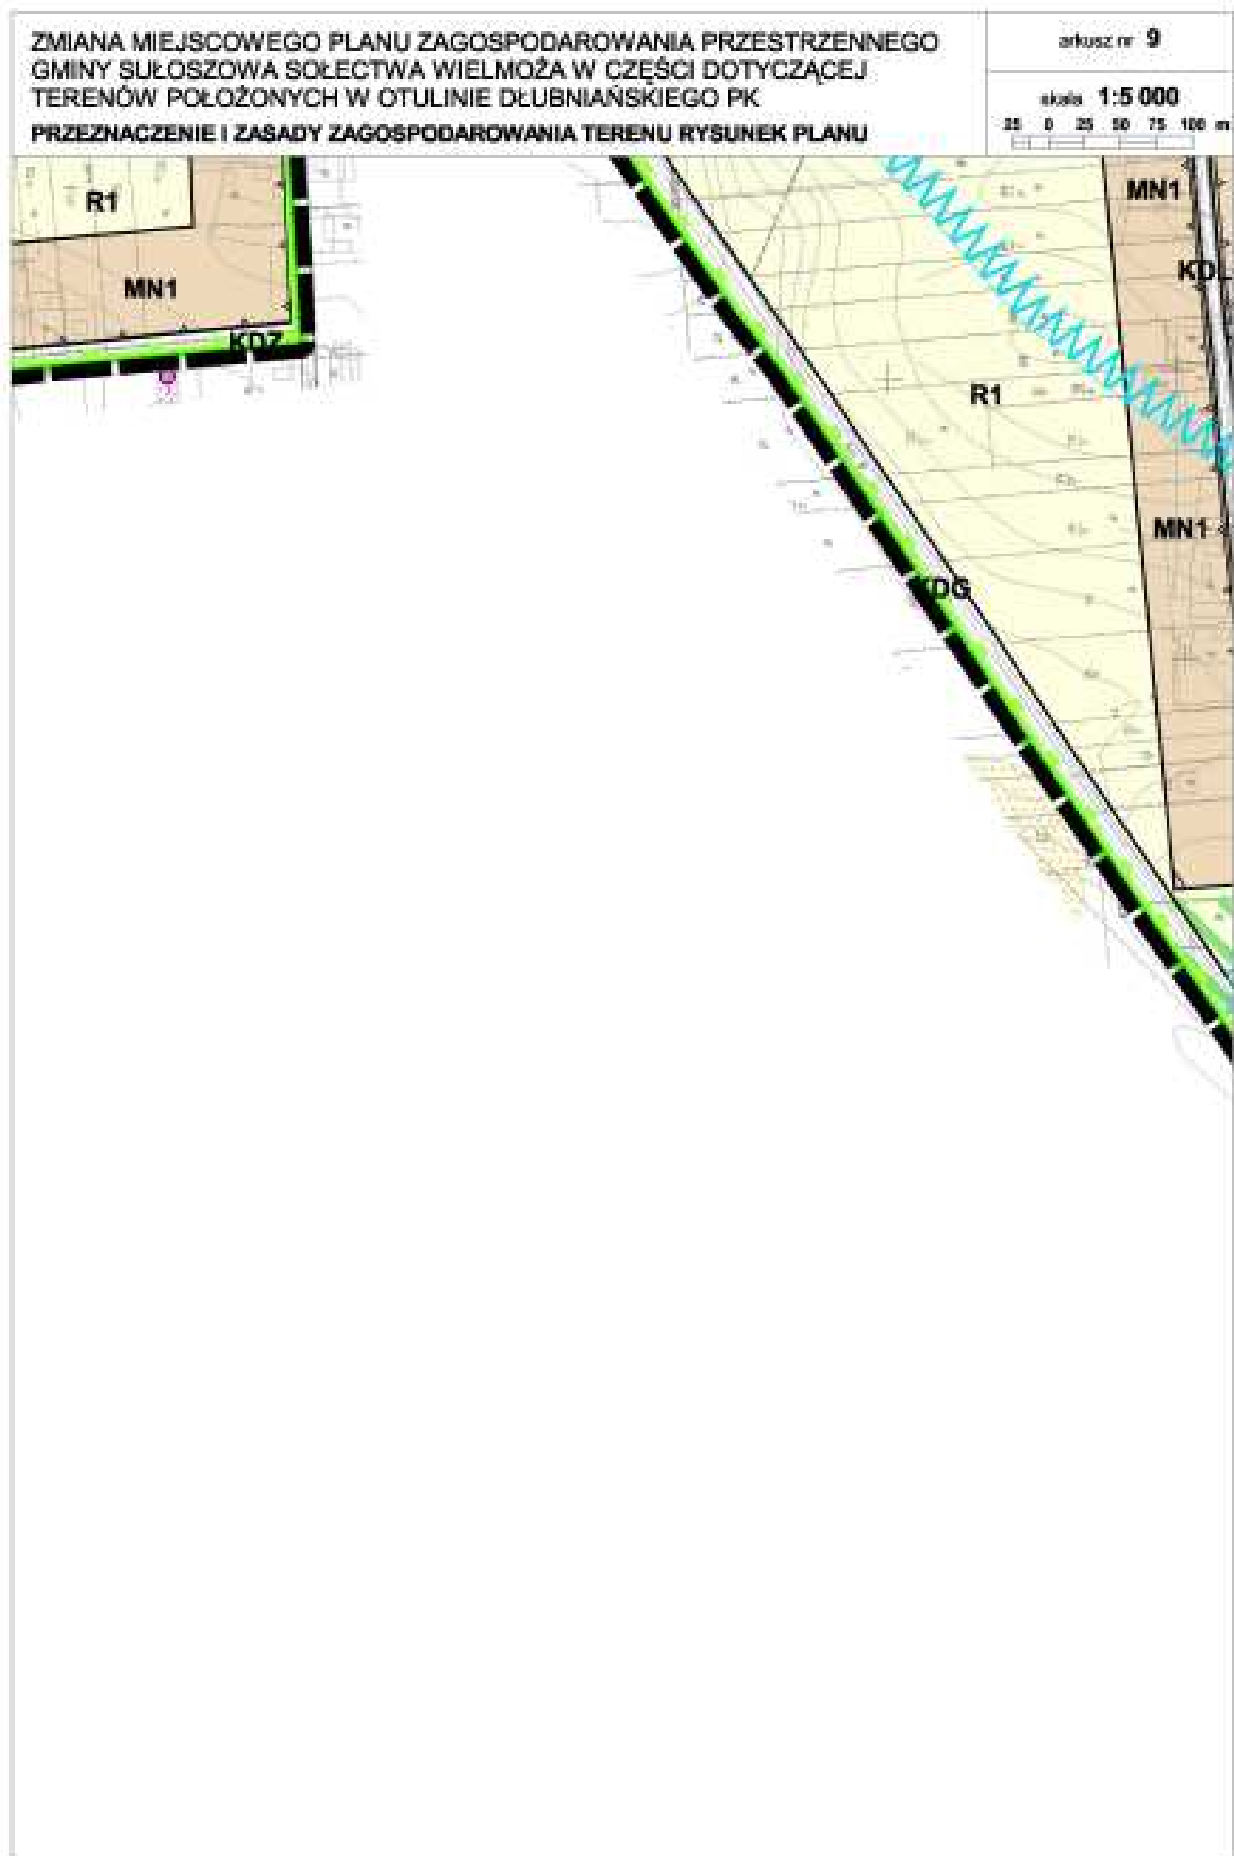 ZMIANA MIEJSCOWEGO PLANU ZAGOSPODAROWANIA PRZESTRZENNEGO
GMINY SUŁOSZOWA SOŁECTWA WIELMOŻA W CZĘŚCI DOTYCZĄCEJ
TERENÓW POŁOŻONYCH W OTULINIE DŁUBNIAŃSKIEGO PK
PRZEZNACZENIE I ZASADY ZAGOSPODAROWANIA TERENU RYSUNEK PLANU
arkusz nr 9
skala 1:5 000
25 0 25 50 75 100 m
R1
MN1
KDZ
MN1
KDL
R1
MN1
KDG